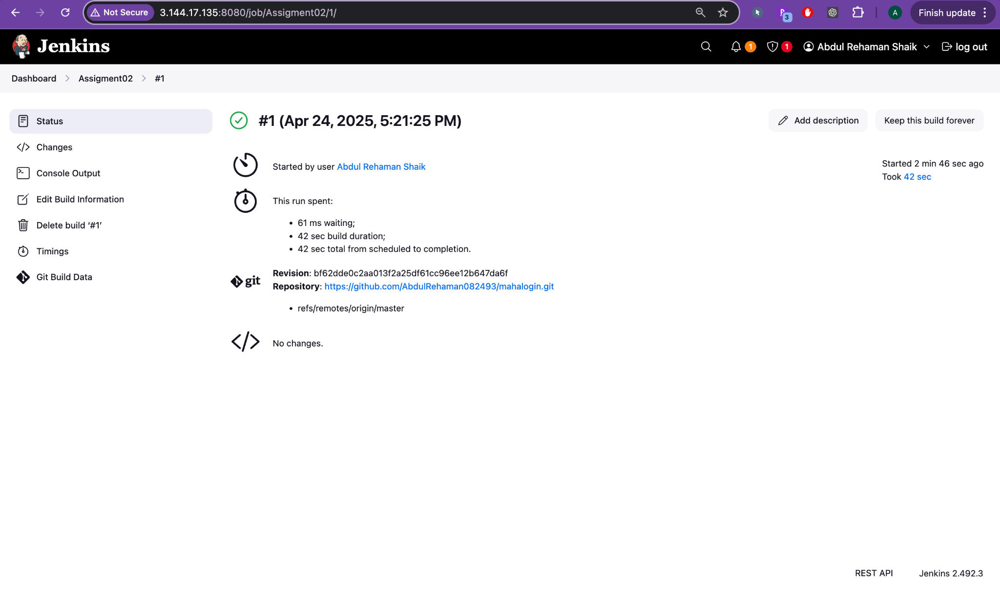 Not Secure
3.144.17.135:8080/job/Assigment02/1/
3
A
Finish update
Jenkins
1
1
Abdul Rehaman Shaik
log out
Dashboard
Assigment02
#1
Status
Changes
Console Output
Edit Build Information
Delete build ‘#1’
Timings
Git Build Data
#1 (Apr 24, 2025, 5:21:25 PM)
Add description
Keep this build forever
Started by user Abdul Rehaman Shaik
Started 2 min 46 sec ago
Took 42 sec
This run spent:
• 61 ms waiting;
• 42 sec build duration;
• 42 sec total from scheduled to completion.
git
Revision: bf62dde0c2aa013f2a25df61cc96ee12b647da6f
Repository: https://github.com/AbdulRehaman082493/mahalogin.git
• refs/remotes/origin/master
No changes.
REST API
Jenkins 2.492.3